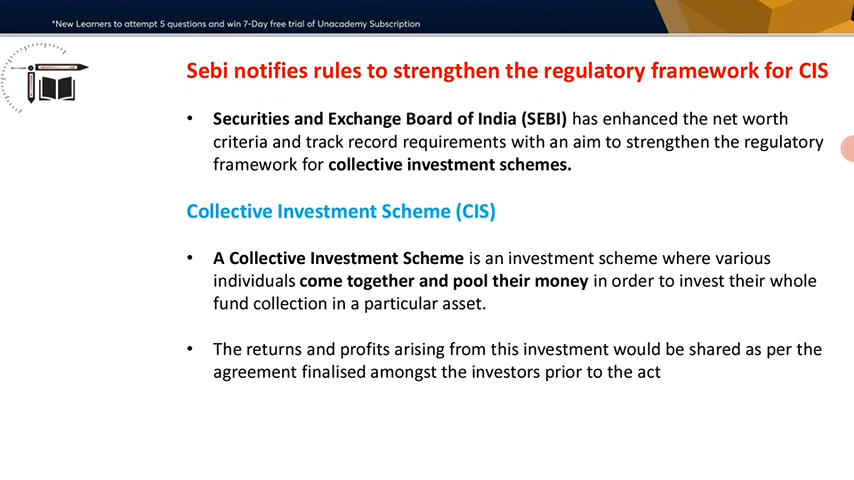 *New Learners to attempt 5 questions and win 7-Day free trial of Unacademy Subscription
Sebi notifies rules to strengthen the regulatory framework for CIS
• Securities and Exchange Board of India (SEBI) has enhanced the net worth
criteria and track record requirements with an aim to strengthen the regulatory
framework for collective investment schemes.
Collective Investment Scheme (CIS)
• A Collective Investment Scheme is an investment scheme where various
individuals come together and pool their money in order to invest their whole
fund collection in a particular asset.
• The returns and profits arising from this investment would be shared as per the
agreement finalised amongst the investors prior to the act